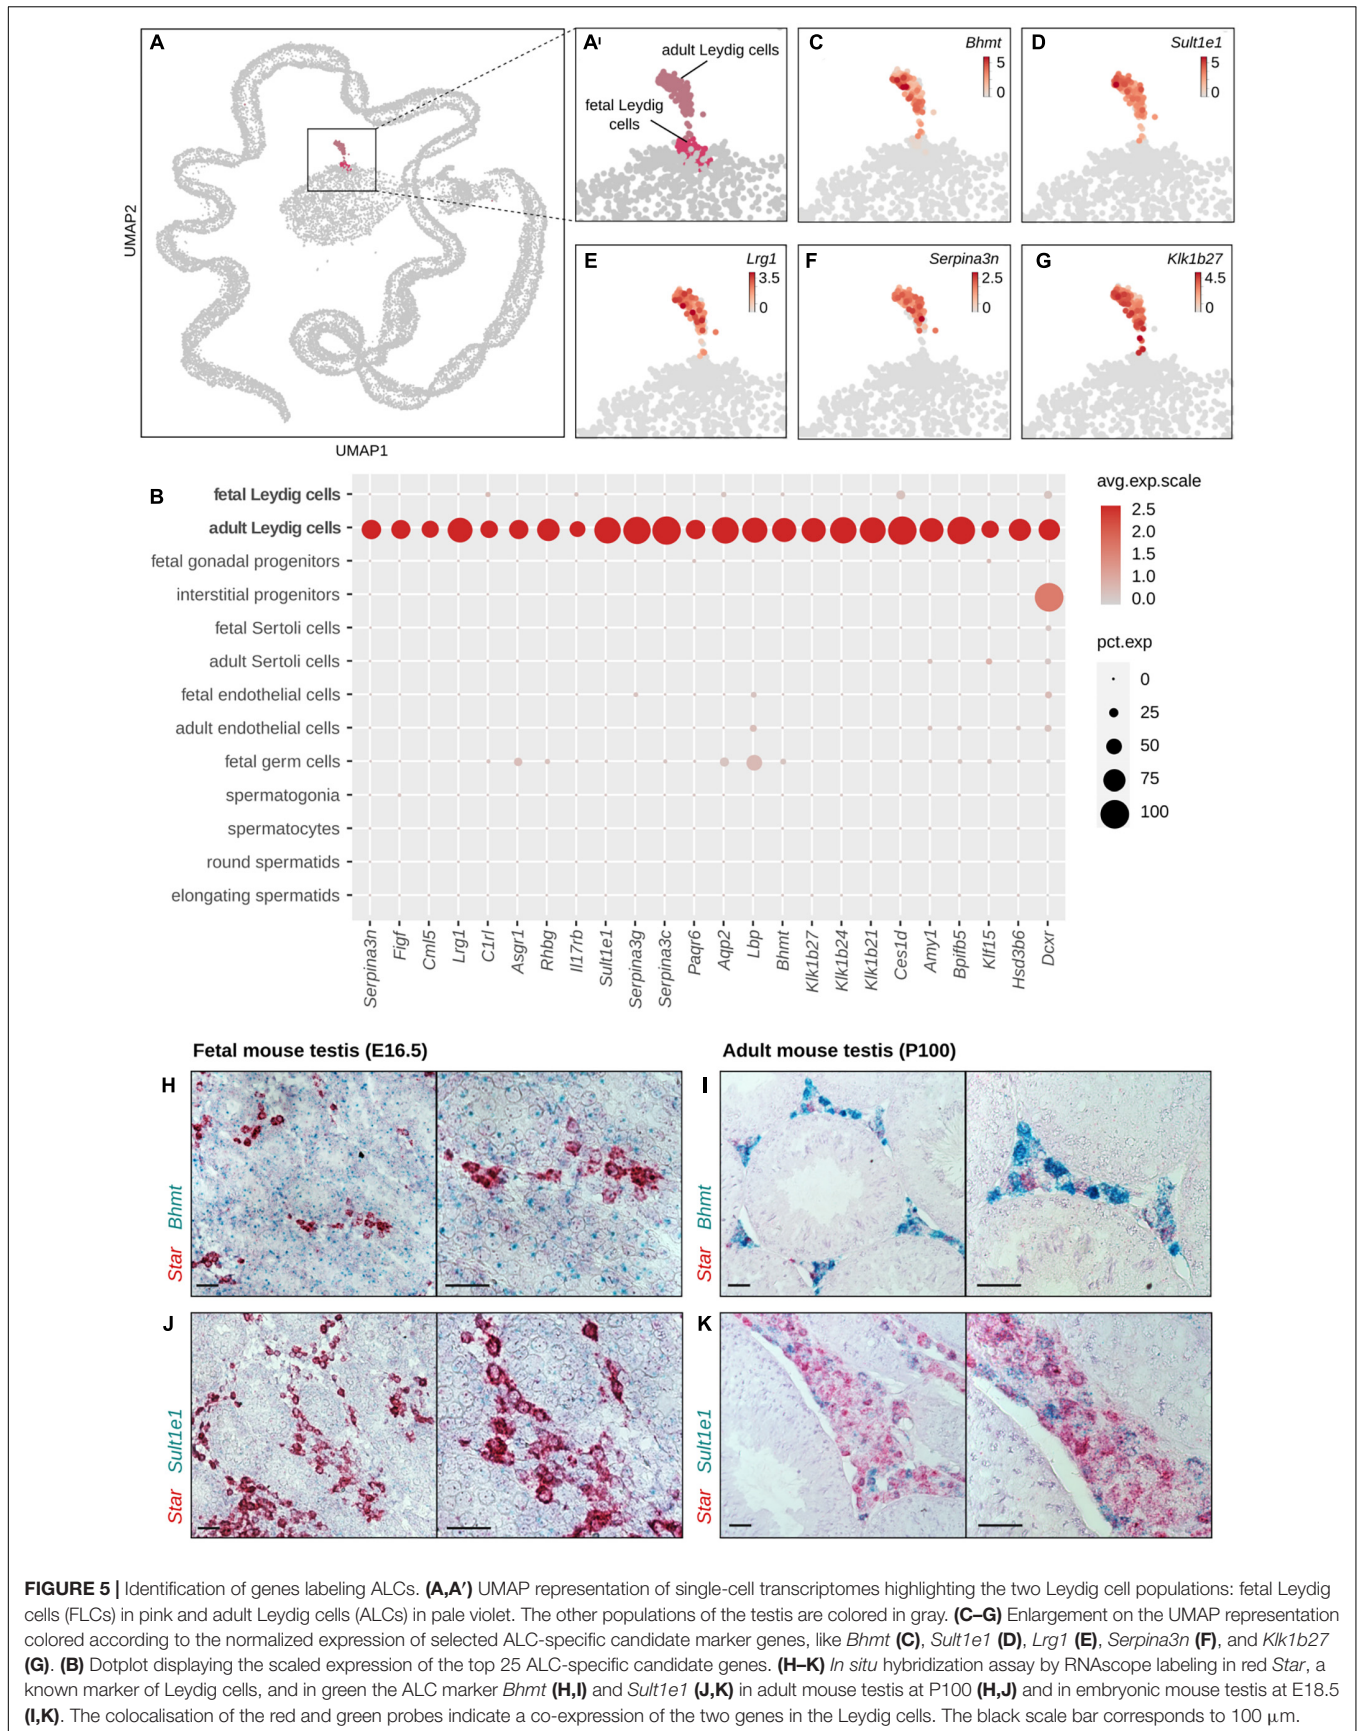 A
UMAP2
UMAP1
A'
adult Leydig cells
fetal Leydig
cells
C
Bhmt
5
0
D
Sult1e1
5
0
E
Lrg1
3.5
0
F
Serpina3n
2.5
0
G
Klk1b27
4.5
0
B
fetal Leydig cells
adult Leydig cells
fetal gonadal progenitors
interstitial progenitors
fetal Sertoli cells
adult Sertoli cells
fetal endothelial cells
adult endothelial cells
fetal germ cells
spermatogonia
spermatocytes
round spermatids
elongating spermatids
Serpina3n
Figf
Cml5
Lrg1
C1rl
Asgr1
Rhbg
Il17rb
Sult1e1
Serpina3g
Serpina3c
Paqr6
Aqp2
Lbp
Bhmt
Klk1b27
Klk1b24
Klk1b21
Ces1d
Amy1
Bpifb5
Klf15
Hsd3b6
Dcxr
avg.exp.scale
2.5
2.0
1.5
1.0
0.0
pct.exp
0
25
50
75
100
Fetal mouse testis (E16.5)
Adult mouse testis (P100)
H
Star Bhmt
I
Star Bhmt
J
Star Sult1e1
K
Star Sult1e1
FIGURE 5 | Identification of genes labeling ALCs. (A,A′) UMAP representation of single-cell transcriptomes highlighting the two Leydig cell populations: fetal Leydig
cells (FLCs) in pink and adult Leydig cells (ALCs) in pale violet. The other populations of the testis are colored in gray. (C–G) Enlargement on the UMAP representation
colored according to the normalized expression of selected ALC-specific candidate marker genes, like Bhmt (C), Sult1e1 (D), Lrg1 (E), Serpina3n (F), and Klk1b27
(G). (B) Dotplot displaying the scaled expression of the top 25 ALC-specific candidate genes. (H–K) In situ hybridization assay by RNAscope labeling in red Star, a
known marker of Leydig cells, and in green the ALC marker Bhmt (H,I) and Sult1e1 (J,K) in adult mouse testis at P100 (H,J) and in embryonic mouse testis at E18.5
(I,K). The colocalisation of the red and green probes indicate a co-expression of the two genes in the Leydig cells. The black scale bar corresponds to 100 μm.